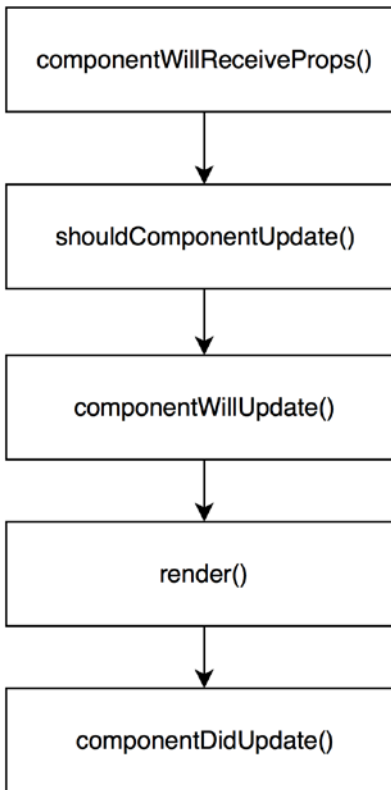 componentWillReceiveProps()
shouldComponentUpdate()
componentWillUpdate()
render()
componentDidUpdate()